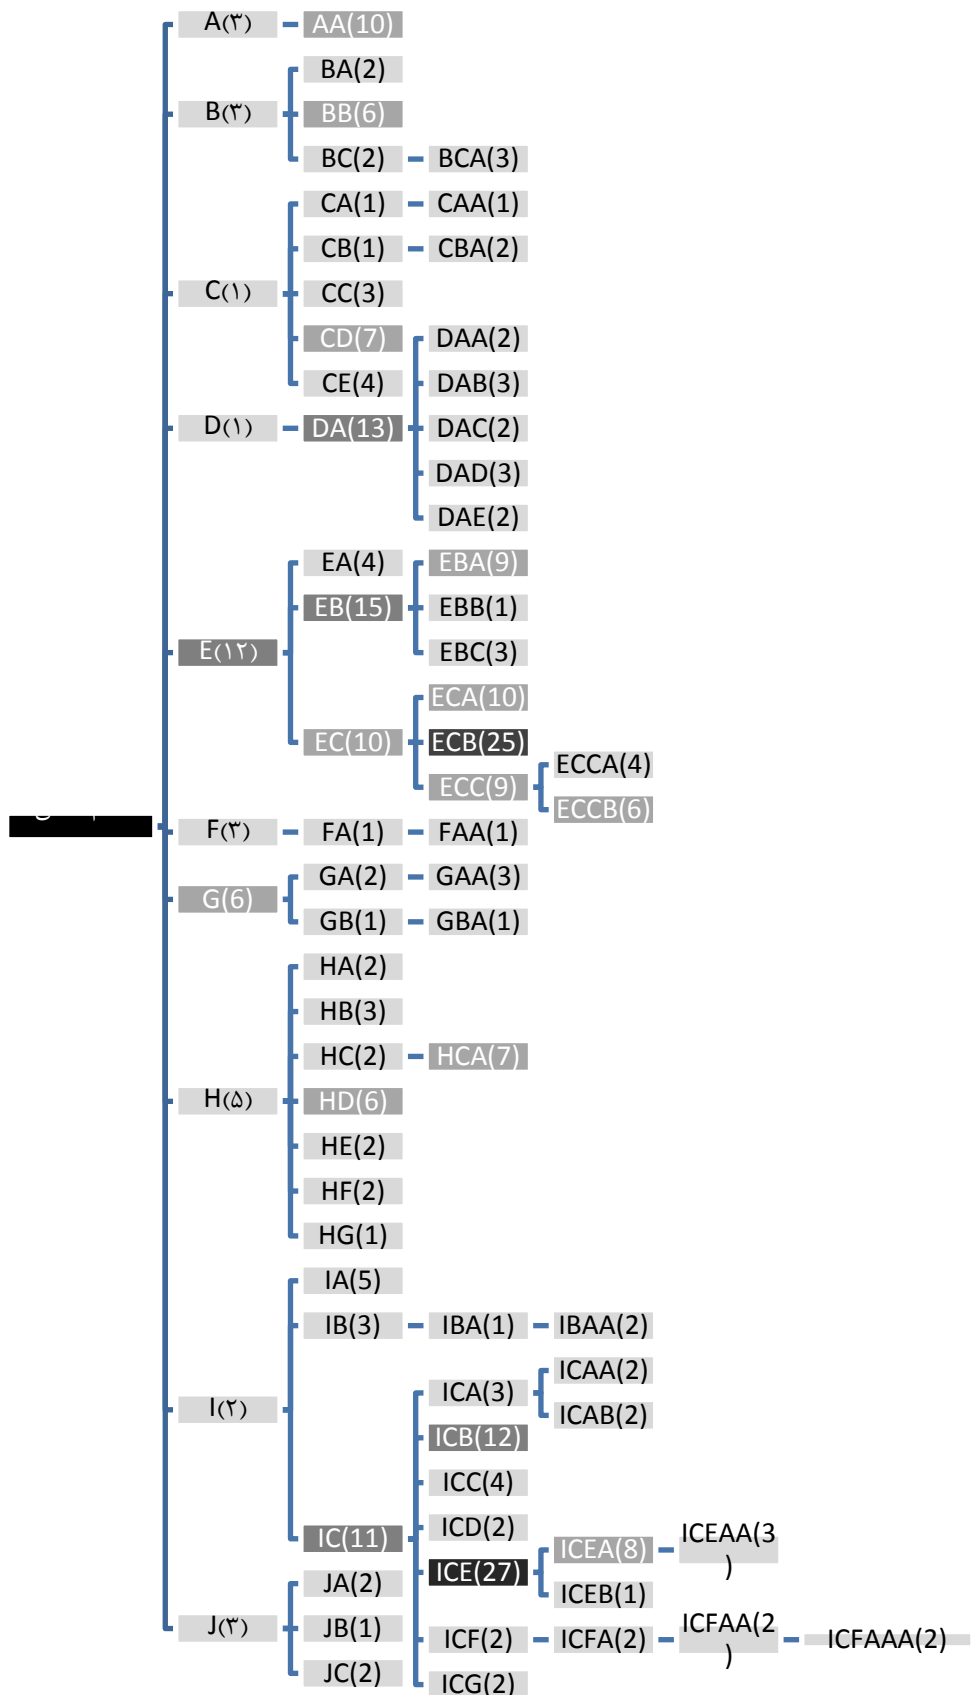 A(۳)
AA(10)
B(۳)
BA(2)
BB(6)
BC(2)
BCA(3)
C(۱)
CA(1)
CAA(1)
CB(1)
CBA(2)
CC(3)
CD(7)
CE(4)
D(۱)
DA(13)
DAA(2)
DAB(3)
DAC(2)
DAD(3)
DAE(2)
E(۱۲)
EA(4)
EB(15)
EBA(9)
EBB(1)
EBC(3)
EC(10)
ECA(10)
ECB(25)
ECC(9)
ECCA(4)
ECCB(6)
F(۳)
FA(1)
FAA(1)
G(6)
GA(2)
GAA(3)
GB(1)
GBA(1)
H(۵)
HA(2)
HB(3)
HC(2)
HCA(7)
HD(6)
HE(2)
HF(2)
HG(1)
I(۲)
IA(5)
IB(3)
IBA(1)
IBAA(2)
IC(11)
ICA(3)
ICAA(2)
ICAB(2)
ICB(12)
ICC(4)
ICD(2)
ICE(27)
ICEA(8)
ICEAA(3
)
ICEB(1)
ICF(2)
ICFA(2)
ICFAA(2
)
ICFAAA(2)
ICG(2)
J(۳)
JA(2)
JB(1)
JC(2)